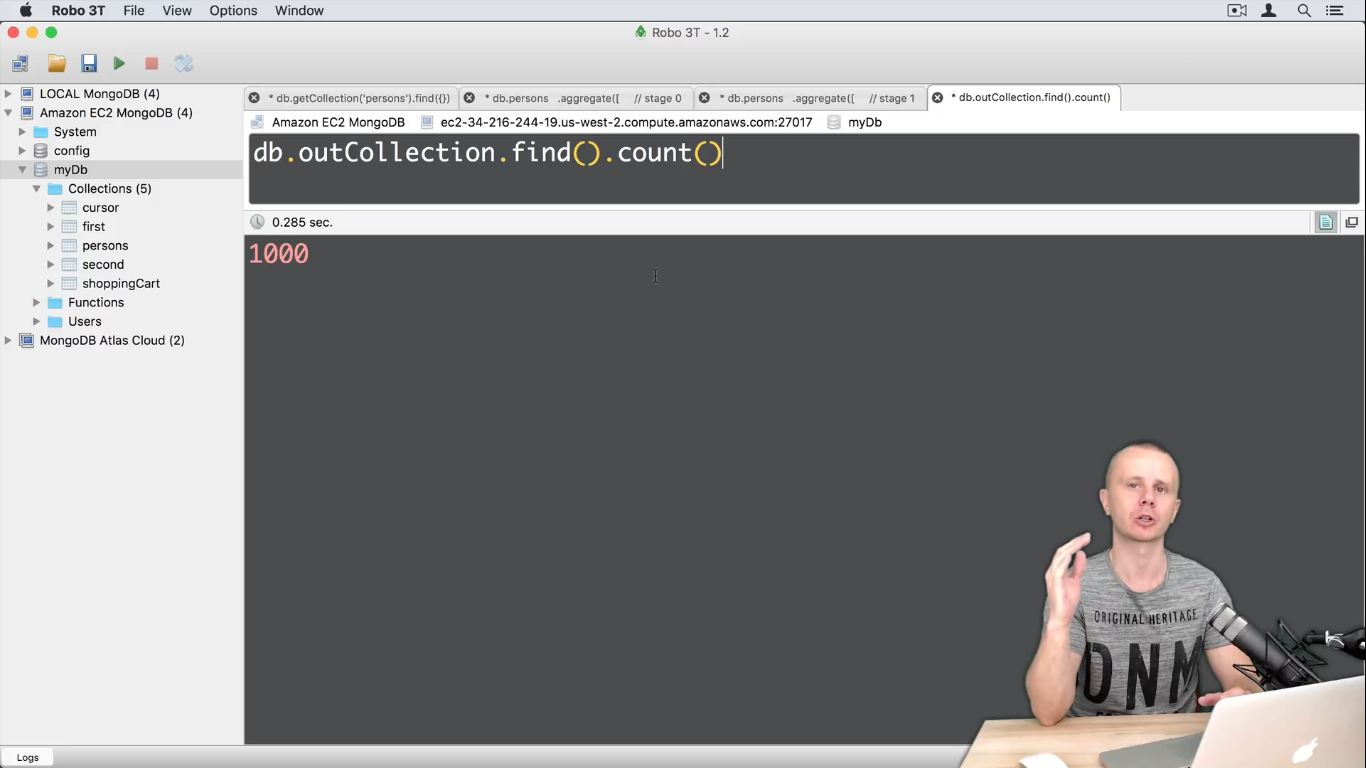 Robo 3T File View Options Window
Robo 3T - 1.2
* db.getCollection('persons').find({}) * db.persons .aggregate([ // stage 0 * db.persons .aggregate([ // stage 1 * db.outCollection.find().count()
Amazon EC2 MongoDB ec2-34-216-244-19.us-west-2.compute.amazonaws.com:27017 myDb
db.outCollection.find().count()
0.285 sec.
1000
LOCAL MongoDB (4)
Amazon EC2 MongoDB (4)
System
config
myDb
Collections (5)
cursor
first
persons
second
shoppingCart
Functions
Users
MongoDB Atlas Cloud (2)
ORIGINAL HERITAGE
DNM
Logs